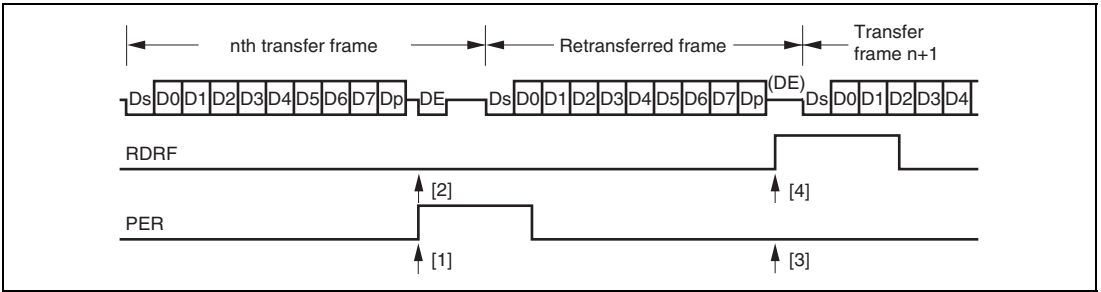 nth transfer frame
Retransferred frame
Transfer
frame n+1
Ds D0 D1 D2 D3 D4 D5 D6 D7 Dp DE
Ds D0 D1 D2 D3 D4 D5 D6 D7 Dp (DE)
Ds D0 D1 D2 D3 D4
RDRF
[2]
[4]
PER
[1]
[3]